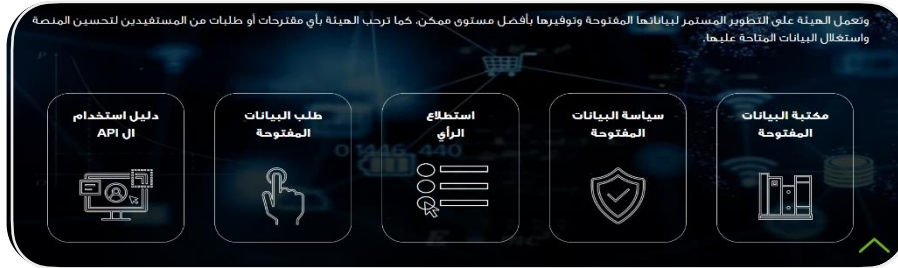 وتعمل الهيئة على التطوير المستمر لبياناتها المفتوحة وتوفيرها بأفضل مستوى ممكن، كما ترحب الهيئة بأي مقترحات أو طلبات من المستفيدين لتحسين المنصة
واستغلال البيانات المتاحة عليها.
مكتبة البيانات
المفتوحة
سياسة البيانات
المفتوحة
استطلاع
الرأي
طلب البيانات
المفتوحة
دليل استخدام
ال API